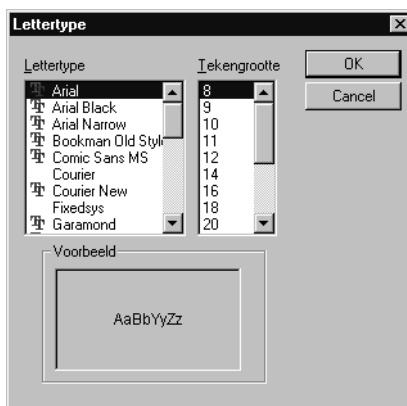 Lettertype
Lettertype
Tekengrootte
OK
Cancel
Arial
Arial Black
Arial Narrow
Bookman Old Style
Comic Sans MS
Courier
Courier New
Fixedsys
Garamond
8
9
10
11
12
14
16
18
20
Voorbeeld
AaBbYyZz